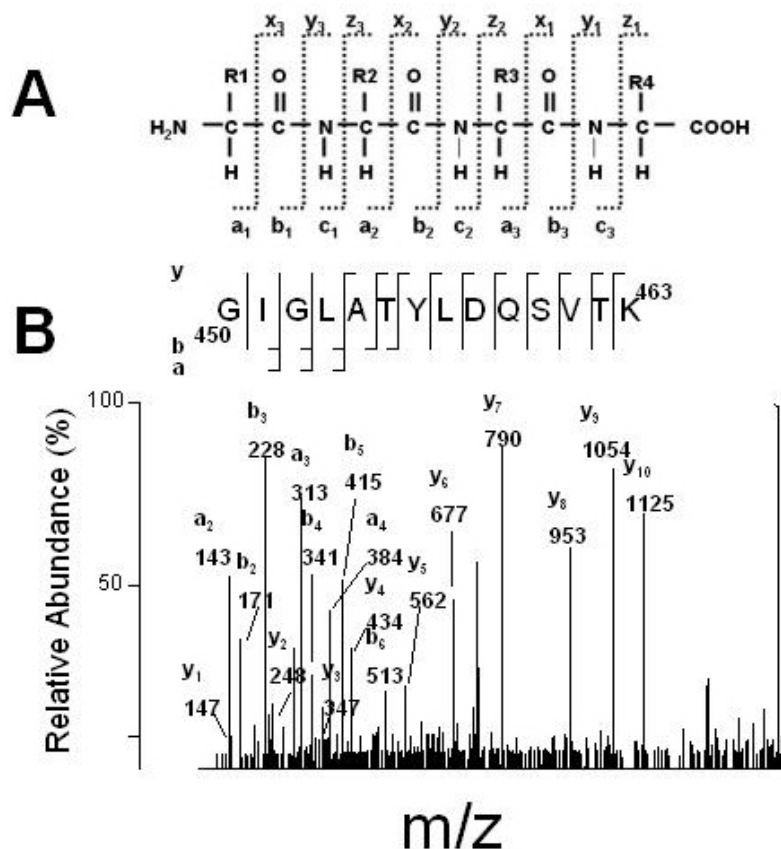 x3 y3 z3 x2 y2 z2 x1 y1 z1
A
R1 O R2 O R3 O R4
H2N C C N C C N C C N C COOH
H H H H H H H
a1 b1 c1 a2 b2 c2 a3 b3 c3
y
G I G L A T Y L D Q S V T K
450 463
B
b
a
Relative Abundance (%)
100
50
y1
147
a2
143
b2
171
b3
228
y2
248
a3
313
b4
341
y3
347
b5
415
a4
384
y4
434
b6
513
y5
562
y6
677
y7
790
y8
953
y9
1054
y10
1125
m/z